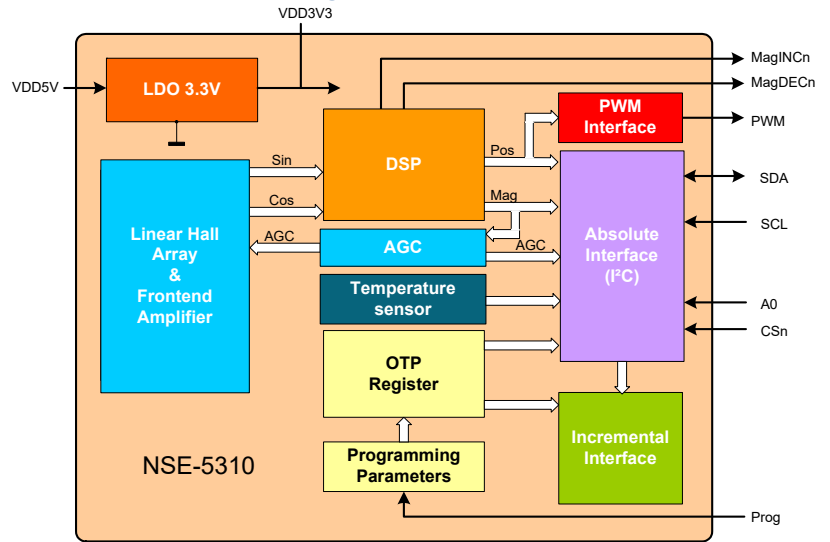 VDD3V3
MagINCn
VDD5V
LDO 3.3V
MagDECn
PWM
Interface
PWM
Sin
DSP
Pos
Cos
Mag
SDA
SCL
Linear Hall
Array
&
Frontend
Amplifier
AGC
AGC
AGC
Absolute
Interface
(I²C)
Temperature
sensor
A0
CSn
OTP
Register
Incremental
Interface
NSE-5310
Programming
Parameters
Prog